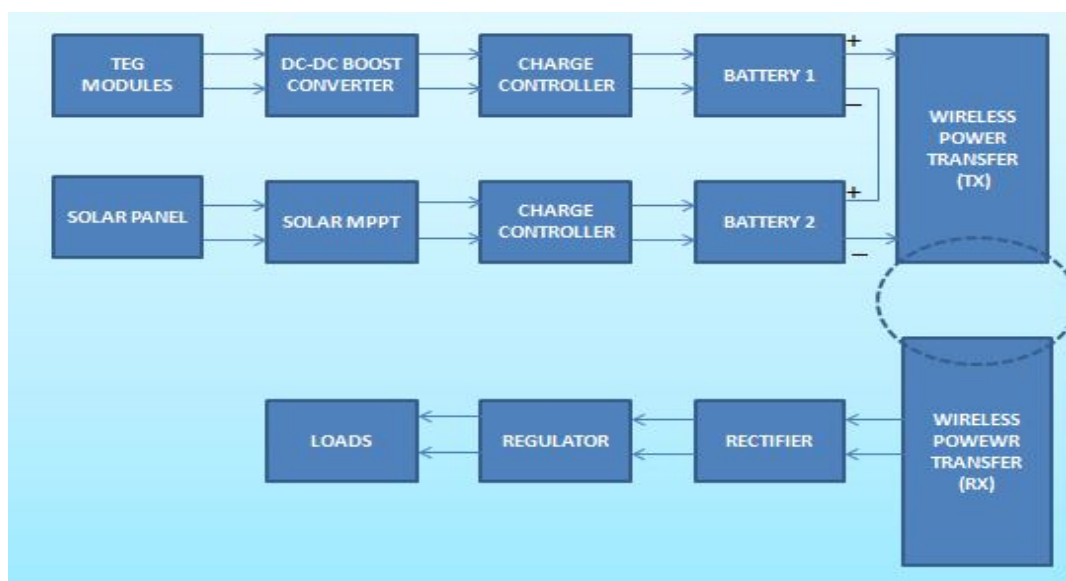 TEG
MODULES
DC-DC BOOST
CONVERTER
CHARGE
CONTROLLER
BATTERY 1
+
−
WIRELESS
POWER
TRANSFER
(TX)
SOLAR PANEL
SOLAR MPPT
CHARGE
CONTROLLER
BATTERY 2
+
−
LOADS
REGULATOR
RECTIFIER
WIRELESS
POWEWR
TRANSFER
(RX)